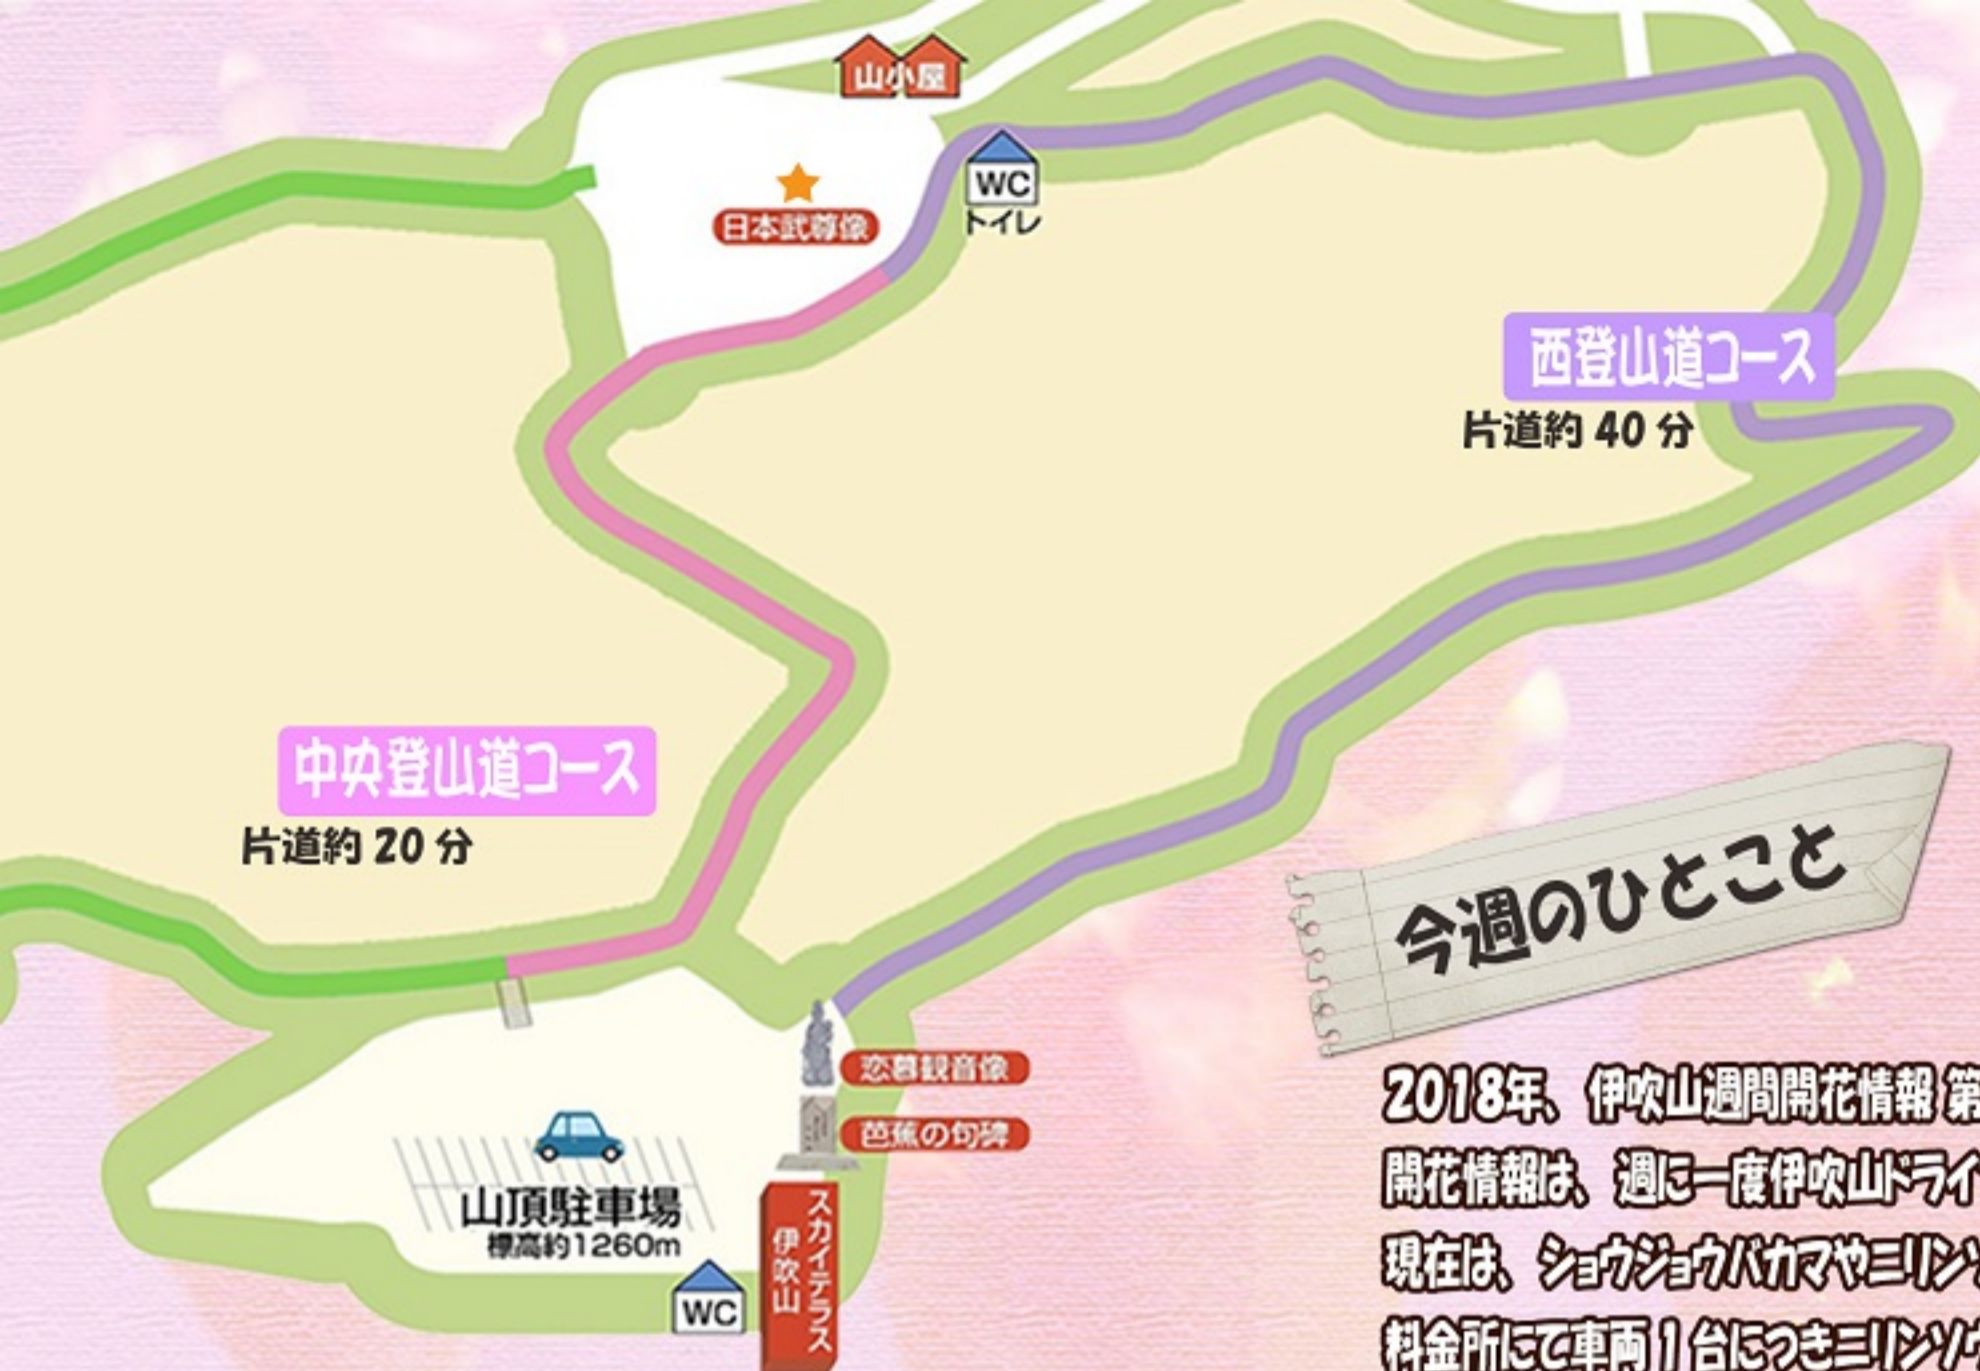 山小屋
WC
トイレ
日本武尊像
西登山道コース
片道約 40 分
中央登山道コース
片道約 20 分
今週のひとこと
恋慕観音像
芭蕉の句碑
山頂駐車場
標高約1260m
WC
スカイテラス
伊吹山
2018年、伊吹山週間開花情報 第
開花情報は、週に一度伊吹山ドライ
現在は、ショウジョウバカマやニリン
料金所にて車両 1 台につきニリンソウ